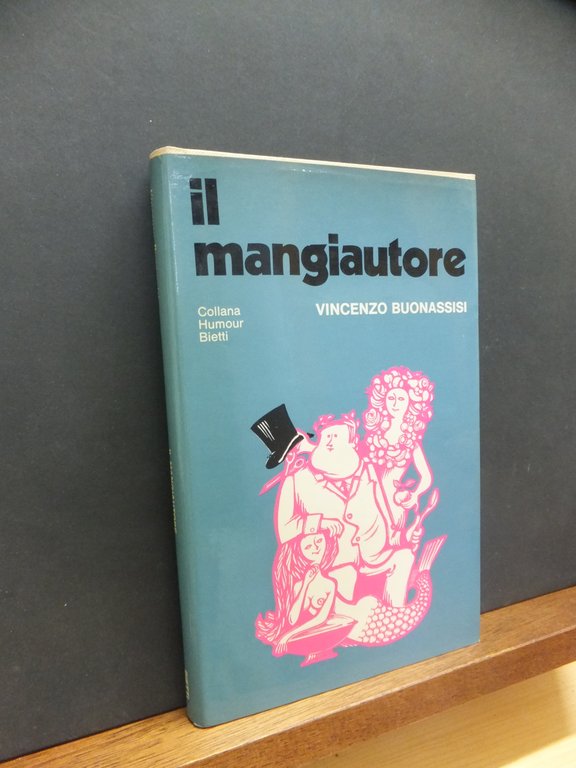 il
mangiautore
VINCENZO BUONASSISI
Collana
Humour
Bietti